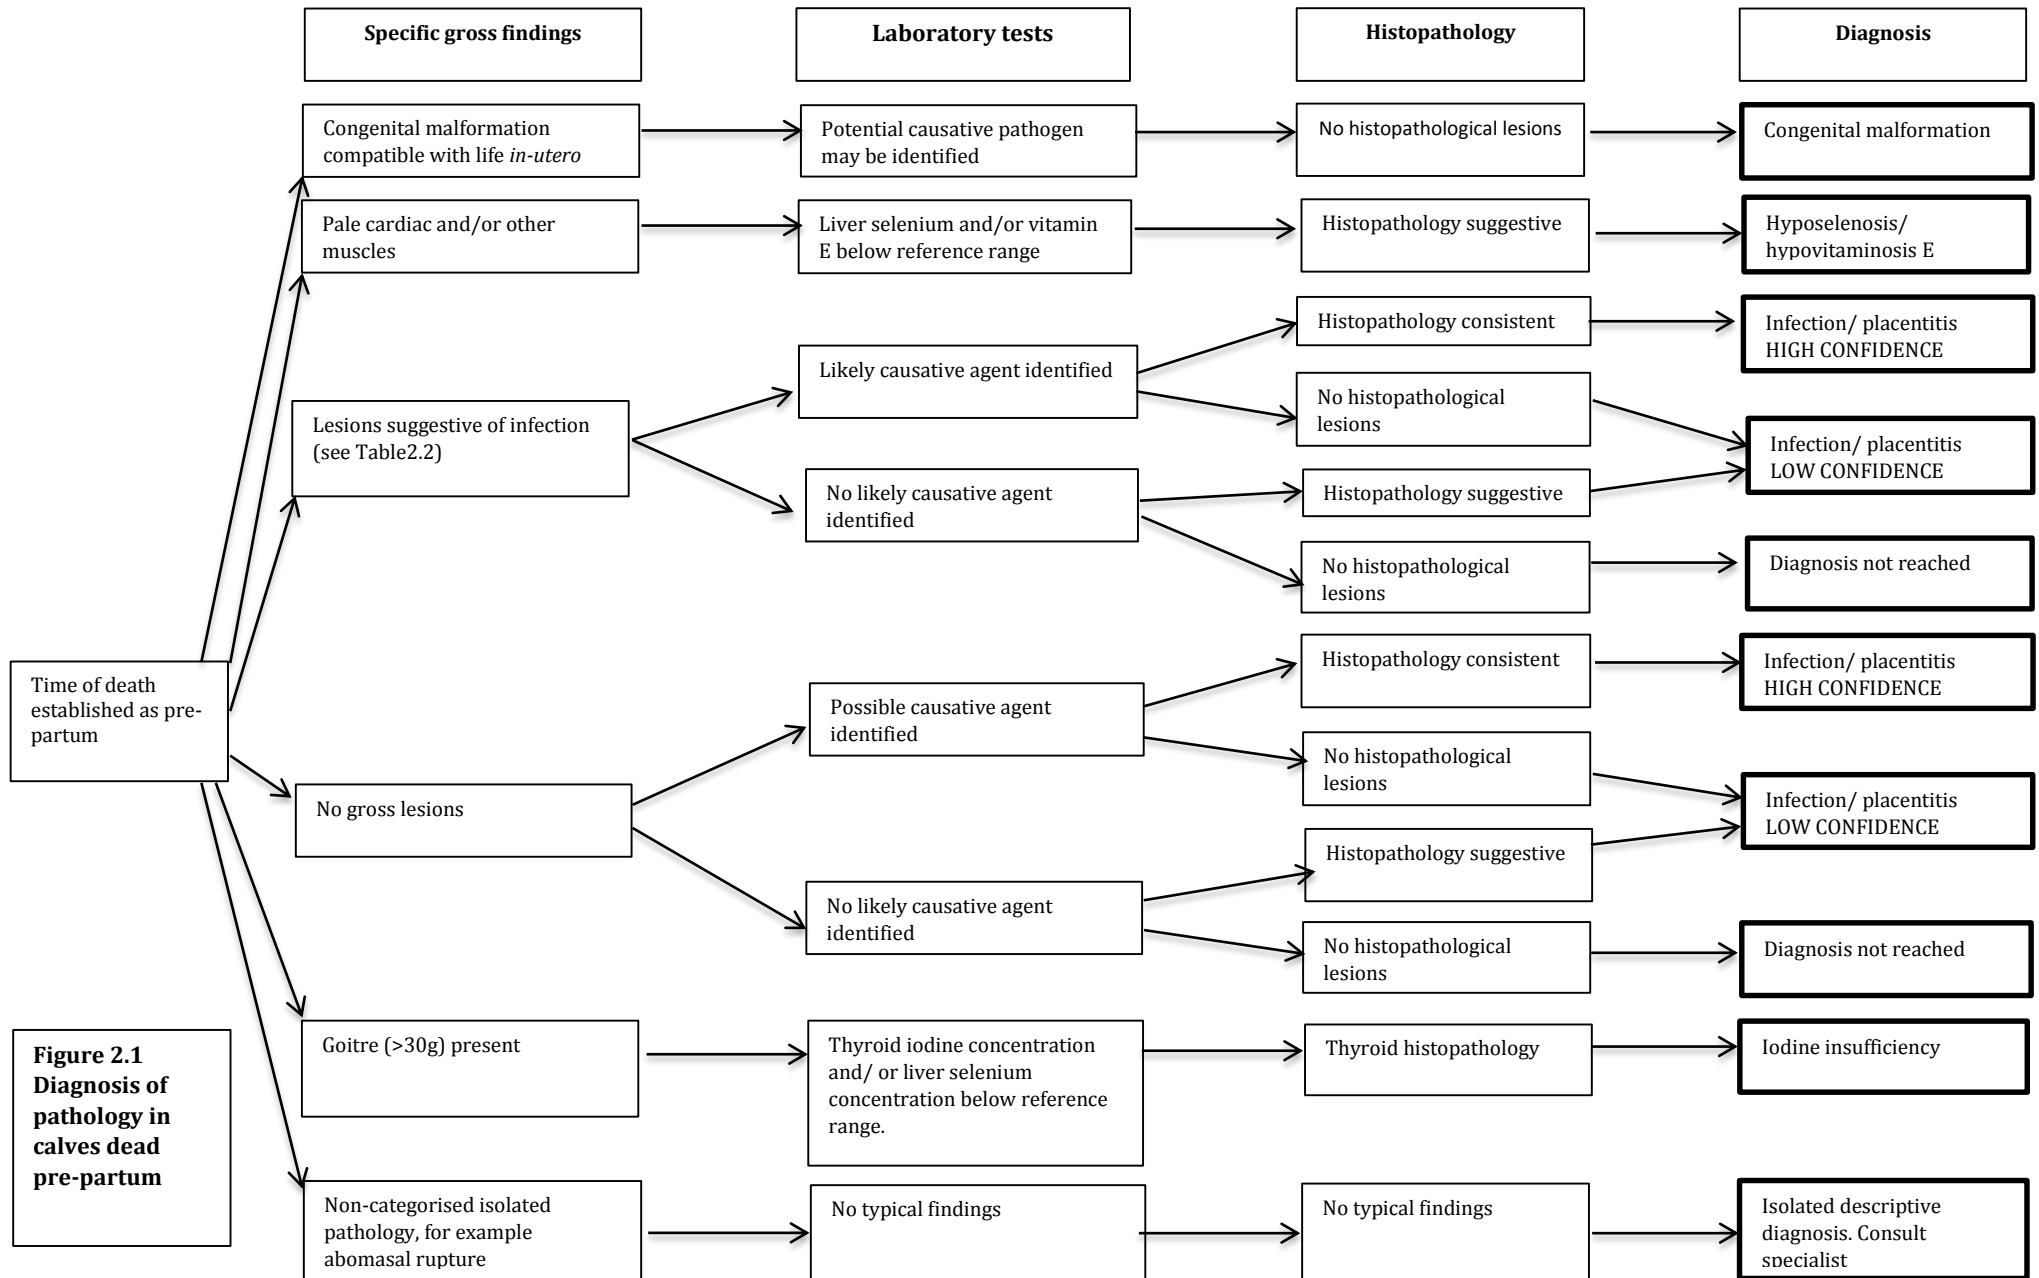 Specific gross findings
Laboratory tests
Histopathology
Diagnosis
Congenital malformation
compatible with life in-utero
Potential causative pathogen
may be identified
No histopathological lesions
Congenital malformation
Pale cardiac and/or other
muscles
Liver selenium and/or vitamin
E below reference range
Histopathology suggestive
Hyposelenosis/
hypovitaminosis E
Lesions suggestive of infection
(see Table2.2)
Likely causative agent identified
Histopathology consistent
Infection/ placentitis
HIGH CONFIDENCE
No histopathological
lesions
Infection/ placentitis
LOW CONFIDENCE
No likely causative agent
identified
Histopathology suggestive
No histopathological
lesions
Diagnosis not reached
Time of death
established as pre-
partum
No gross lesions
Possible causative agent
identified
Histopathology consistent
Infection/ placentitis
HIGH CONFIDENCE
No histopathological
lesions
Infection/ placentitis
LOW CONFIDENCE
No likely causative agent
identified
Histopathology suggestive
No histopathological
lesions
Diagnosis not reached
Goitre (>30g) present
Thyroid iodine concentration
and/ or liver selenium
concentration below reference
range.
Thyroid histopathology
Iodine insufficiency
Non-categorised isolated
pathology, for example
abomasal rupture
No typical findings
No typical findings
Isolated descriptive
diagnosis. Consult
specialist
Figure 2.1
Diagnosis of
pathology in
calves dead
pre-partum